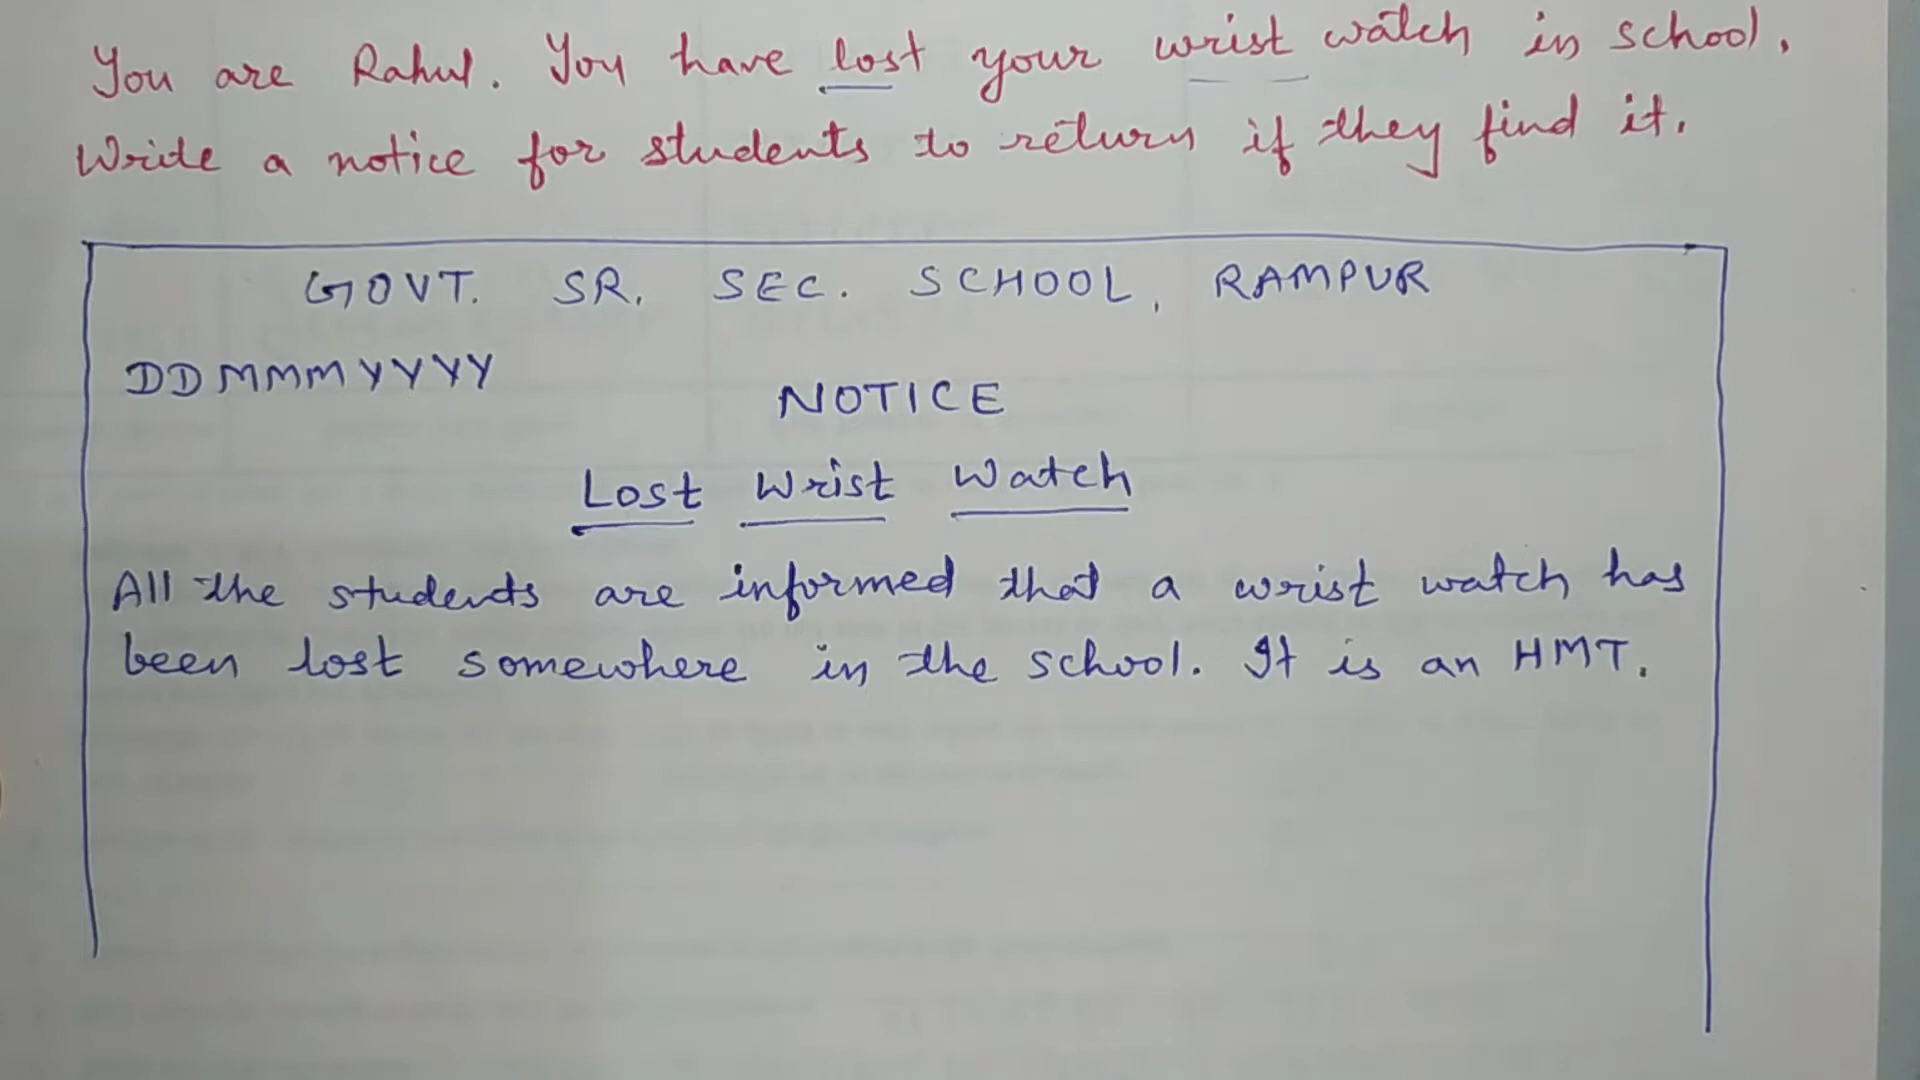 You are Rahul. You have lost your wrist watch in school.
Write a notice for students to return if they find it.
GOVT. SR. SEC. SCHOOL, RAMPUR
DDMMMYYYY
NOTICE
Lost Wrist Watch
All the students are informed that a wrist watch has
been lost somewhere in the school. It is an HMT.